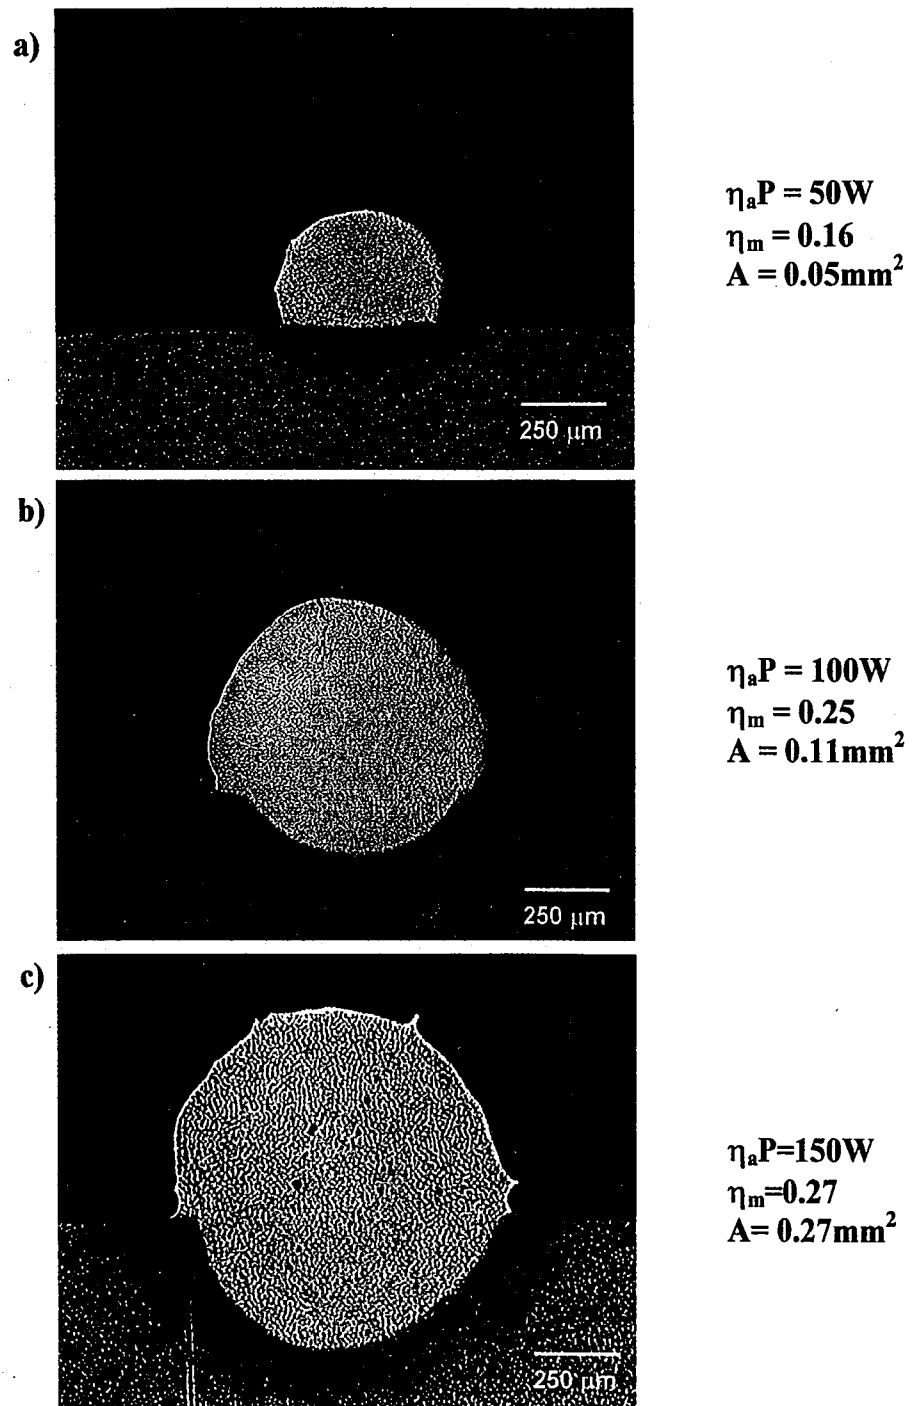 a)
ηₐP = 50W
ηₘ = 0.16
A = 0.05mm²
250 µm
b)
ηₐP = 100W
ηₘ = 0.25
A = 0.11mm²
250 µm
c)
ηₐP=150W
ηₘ=0.27
A= 0.27mm²
250 µm